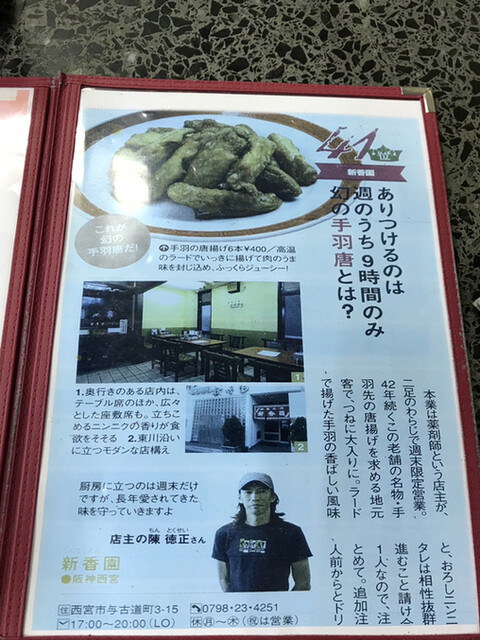 位
新香園
ありつけるのは
週のうち9時間のみ
幻の手羽唐とは？
これが
幻の
手羽唐だ！
手羽の唐揚げ6本¥400／高温
のラードでいっきに揚げて肉のうま
味を封じ込め、ふっくらジューシー！
1
2
1.奥行きのある店内は、
テーブル席のほか、広々
とした座敷席も。立ちこ
めるニンニクの香りが食
欲をそそる 2.東川沿い
に立つモダンな店構え
本業は薬剤師という店主が、
二足のわらじで週末限定営業。
42年続くこの老舗の名物・手
羽先の唐揚げを求める地元
客で、つねに大入りに。ラード
で揚げた手羽の香ばしい風味
と、おろしニンニ
タレは相性抜群
進むこと請け合
1人なので、注
とめて。追加注
人前からとドリ
厨房に立つのは週末だけ
ですが、長年愛されてきた
味を守っていきますよ
店主の陳 徳正さん
ちん とくせい
新香園
●阪神西宮
住西宮市与古道町3-15
0798・23・4251
17:00〜20:00（LO）
休月〜木（祝は営業）